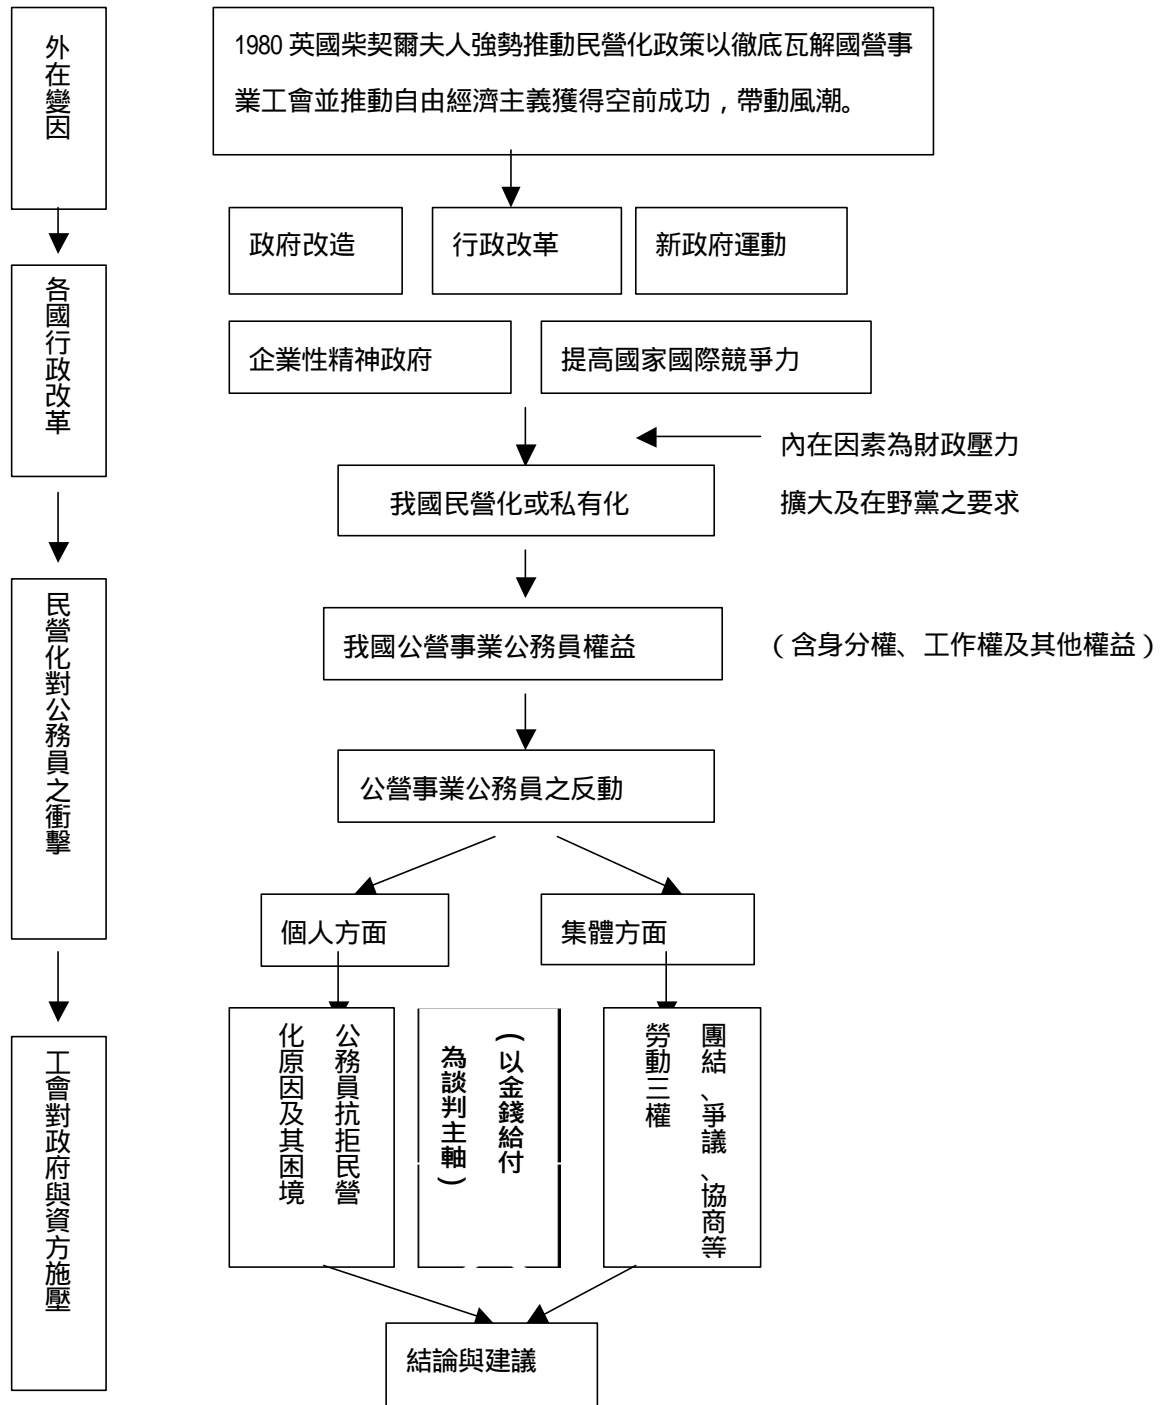 外在變因
1980 英國柴契爾夫人強勢推動民營化政策以徹底瓦解國營事
業工會並推動自由經濟主義獲得空前成功，帶動風潮。
政府改造
行政改革
新政府運動
各國行政改革
企業性精神政府
提高國家國際競爭力
內在因素為財政壓力
擴大及在野黨之要求
我國民營化或私有化
民營化對公務員之衝擊
我國公營事業公務員權益
（含身分權、工作權及其他權益）
公營事業公務員之反動
個人方面
集體方面
工會對政府與資方施壓
公務員抗拒民營
化原因及其困境
（以金錢給付
為談判主軸）
團結、爭議、協商等
勞動三權
結論與建議